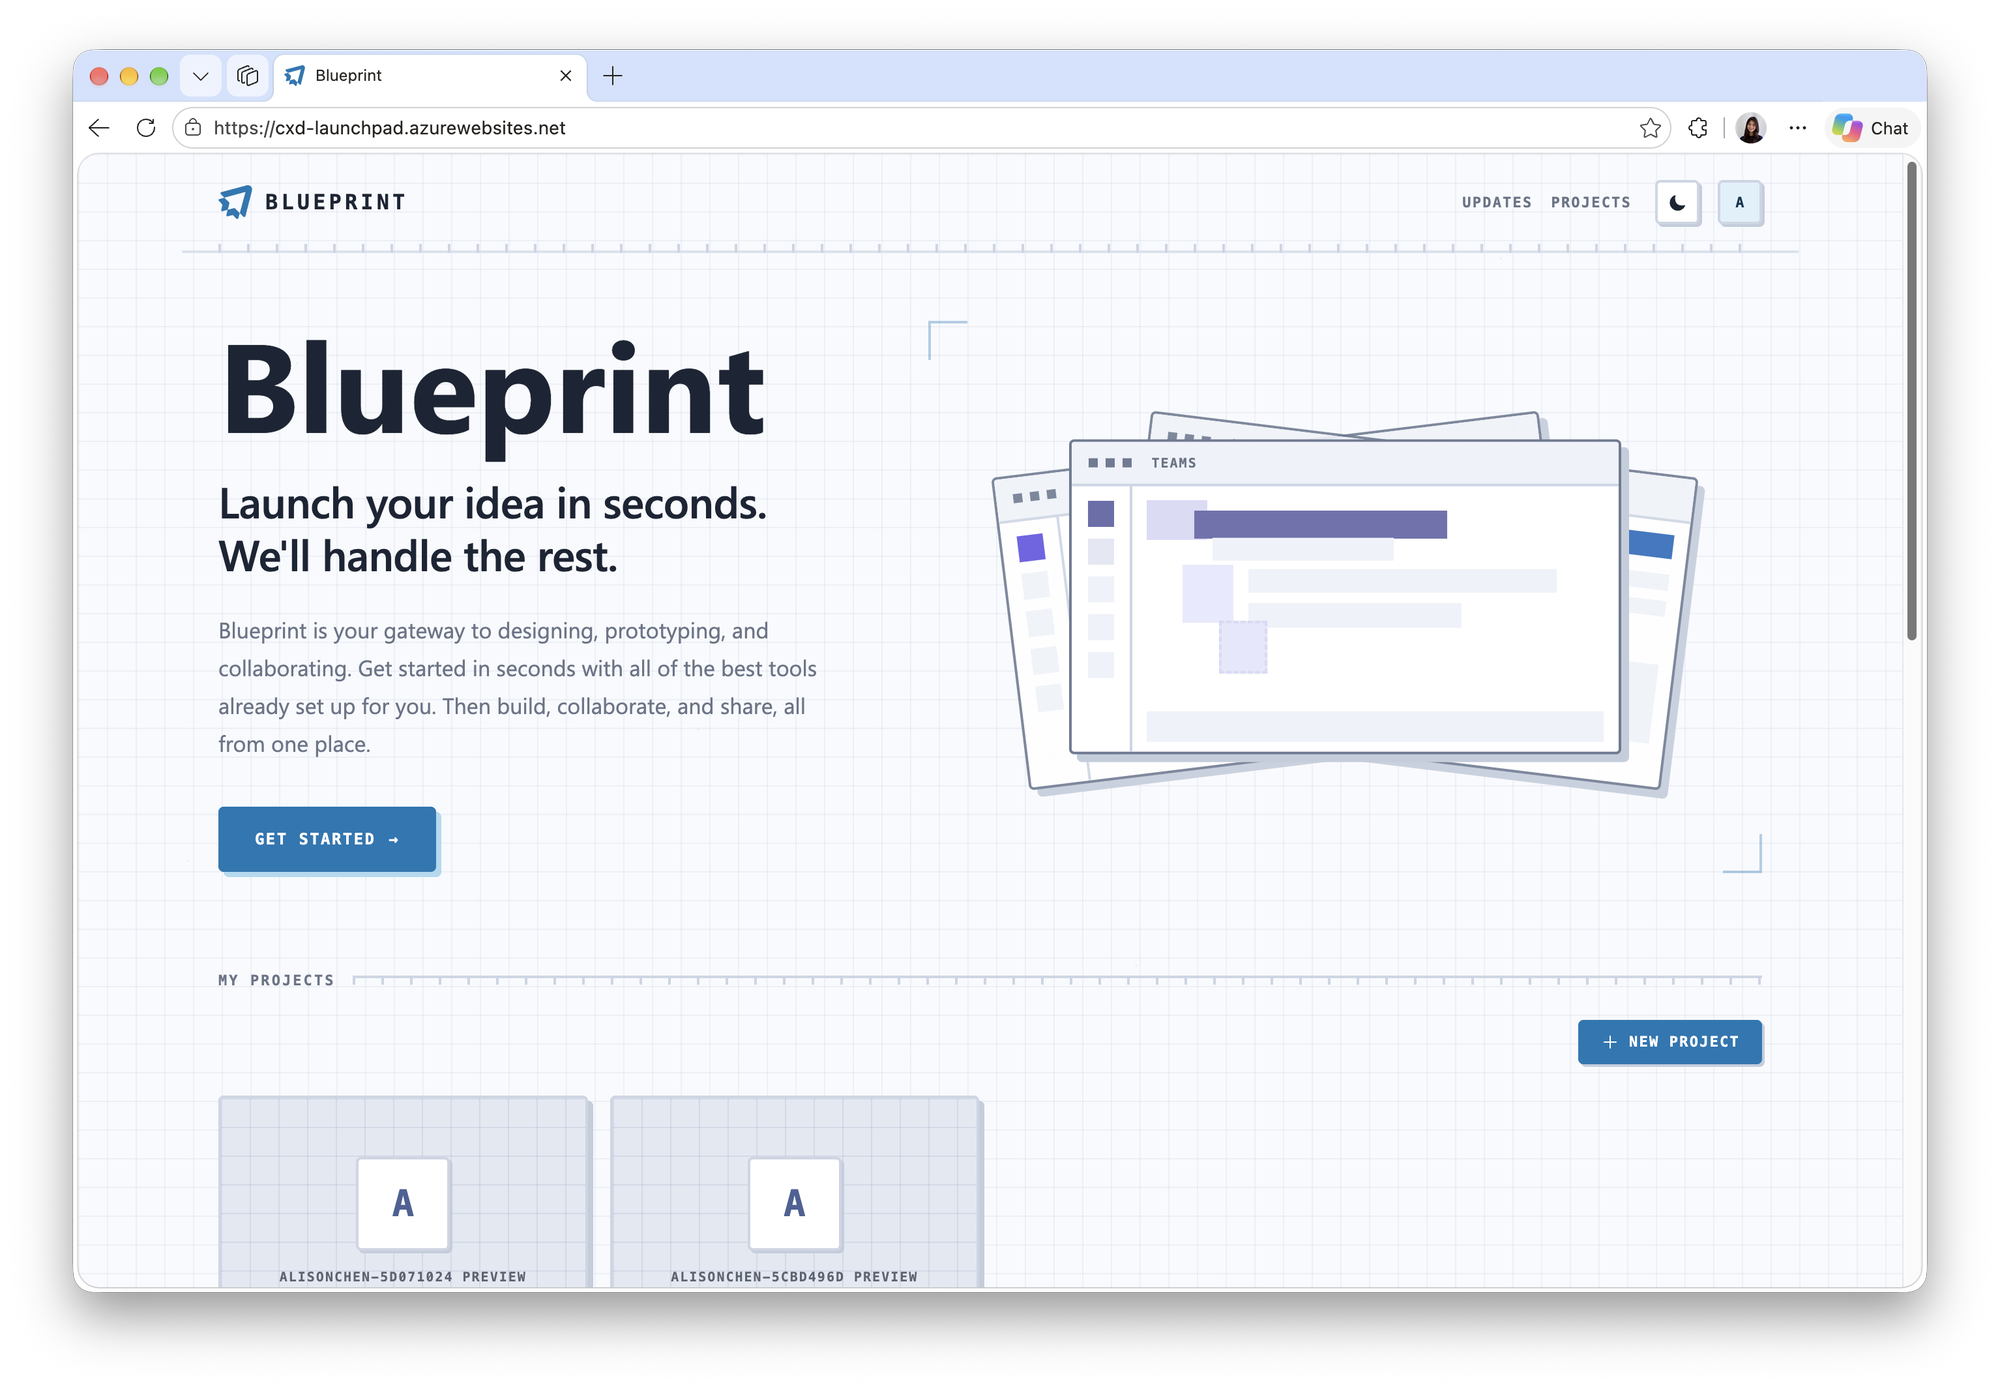 Blueprint
https://cxd-launchpad.azurewebsites.net
Chat
BLUEPRINT
UPDATES PROJECTS
A
Blueprint
Launch your idea in seconds.
We'll handle the rest.
Blueprint is your gateway to designing, prototyping, and
collaborating. Get started in seconds with all of the best tools
already set up for you. Then build, collaborate, and share, all
from one place.
GET STARTED →
TEAMS
MY PROJECTS
+ NEW PROJECT
A
ALISONCHEN-5D071024 PREVIEW
A
ALISONCHEN-5CBD496D PREVIEW